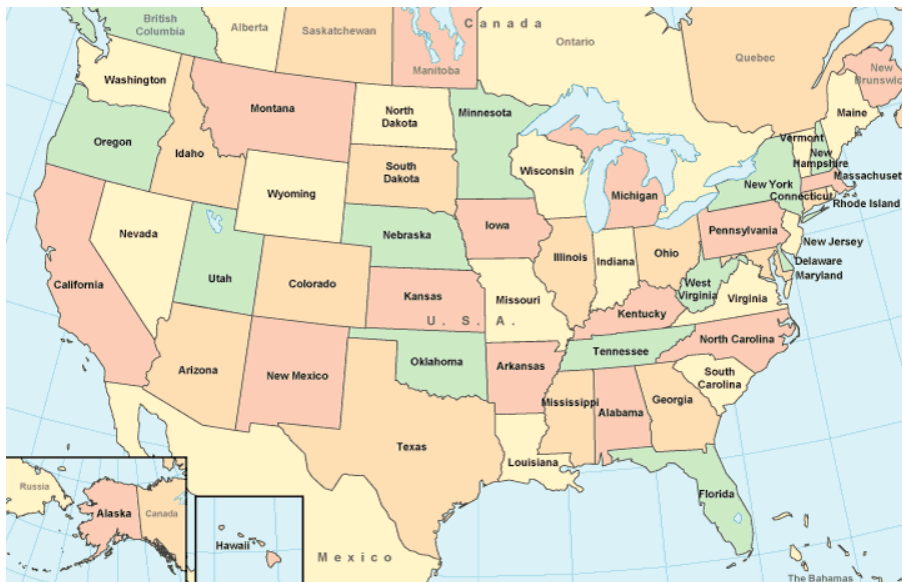 British
Columbia
Alberta
Saskatchewan
Manitoba
Canada
Ontario
Quebec
New
Brunswic
Washington
Montana
North
Dakota
Minnesota
Maine
Oregon
Idaho
South
Dakota
Wisconsin
Michigan
Vermont
New
Hampshire
Massachuset
New York
Connecticut
Rhode Island
Wyoming
Nevada
Utah
Colorado
Nebraska
Iowa
Illinois
Indiana
Ohio
Pennsylvania
New Jersey
Delaware
Maryland
West
Virginia
Virginia
California
Kansas
Missouri
Kentucky
U. S. A.
Arizona
New Mexico
Oklahoma
Arkansas
Tennessee
North Carolina
South
Carolina
Texas
Louisiana
Mississippi
Alabama
Georgia
Florida
Russia
Alaska
Canada
Hawaii
Mexico
The Bahamas